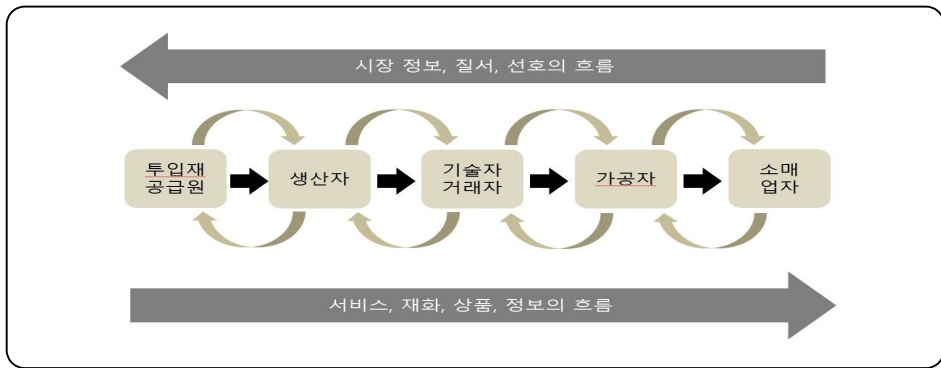 시장 정보, 질서, 선호의 흐름
투입재
공급원
생산자
기술자
거래자
가공자
소매
업자
서비스, 재화, 상품, 정보의 흐름